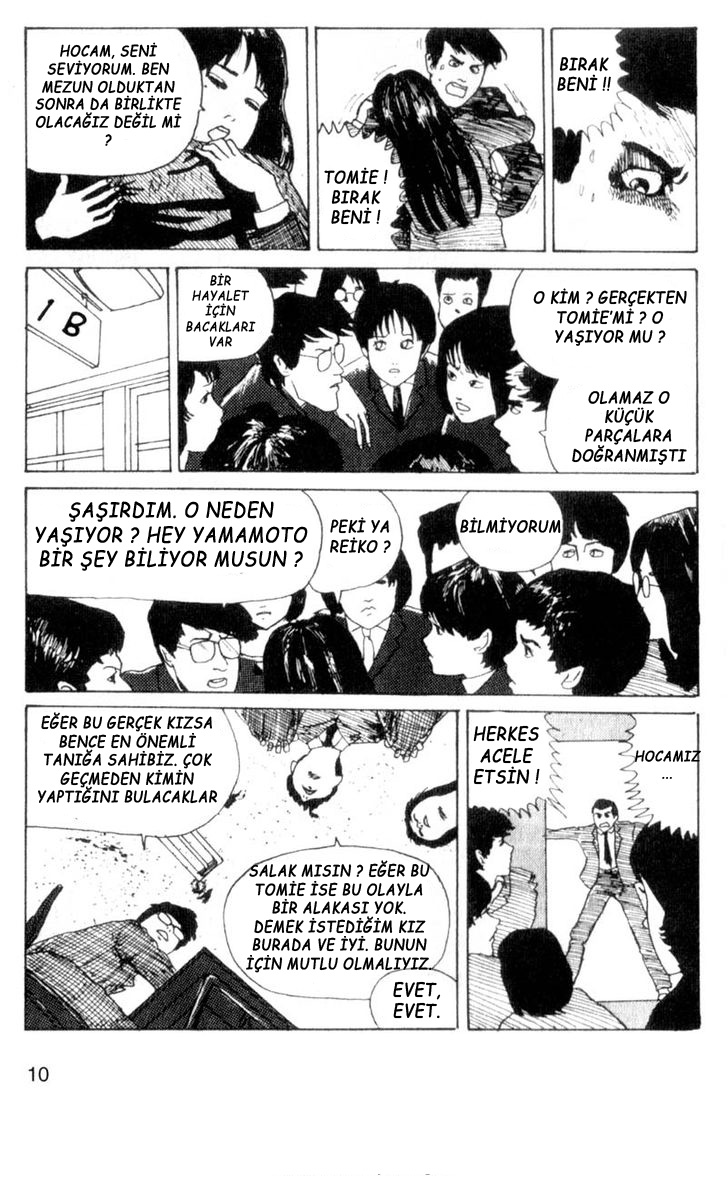 HOCAM, SENİ
SEVİYORUM. BEN
MEZUN OLDUKTAN
SONRA DA BİRLİKTE
OLACAĞIZ DEĞİL Mİ
?
TOMİE !
BIRAK
BENİ !
BIRAK
BENİ !!
1 B
BİR
HAYALET
İÇİN
BACAKLARI
VAR
O KİM ? GERÇEKTEN
TOMİE'Mİ ? O
YAŞIYOR MU ?
OLAMAZ O
KÜÇÜK
PARÇALARA
DOĞRANMIŞTI
ŞAŞIRDIM. O NEDEN
YAŞIYOR ? HEY YAMAMOTO
BİR ŞEY BİLİYOR MUSUN ?
PEKİ YA
REİKO ?
BİLMİYORUM
EĞER BU GERÇEK KIZSA
BENCE EN ÖNEMLİ
TANIĞA SAHİBİZ. ÇOK
GEÇMEDEN KİMİN
YAPTIĞINI BULACAKLAR
SALAK MISIN ? EĞER BU
TOMİE İSE BU OLAYLA
BİR ALAKASI YOK.
DEMEK İSTEDİĞİM KIZ
BURADA VE İYİ. BUNUN
İÇİN MUTLU OLMALIYIZ.
EVET,
EVET.
HERKES
ACELE
ETSİN !
HOCAMIZ
...
10